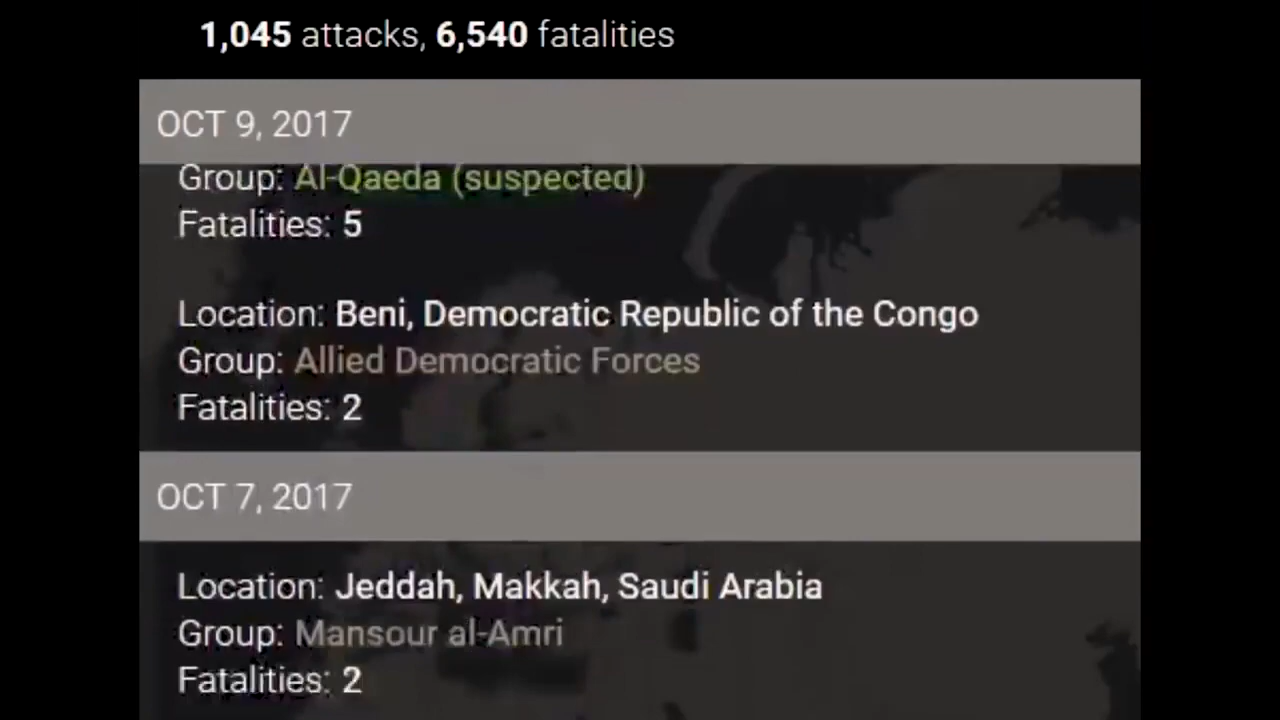 1,045 attacks, 6,540 fatalities
OCT 9, 2017
Group: Al-Qaeda (suspected)
Fatalities: 5
Location: Beni, Democratic Republic of the Congo
Group: Allied Democratic Forces
Fatalities: 2
OCT 7, 2017
Location: Jeddah, Makkah, Saudi Arabia
Group: Mansour al-Amri
Fatalities: 2